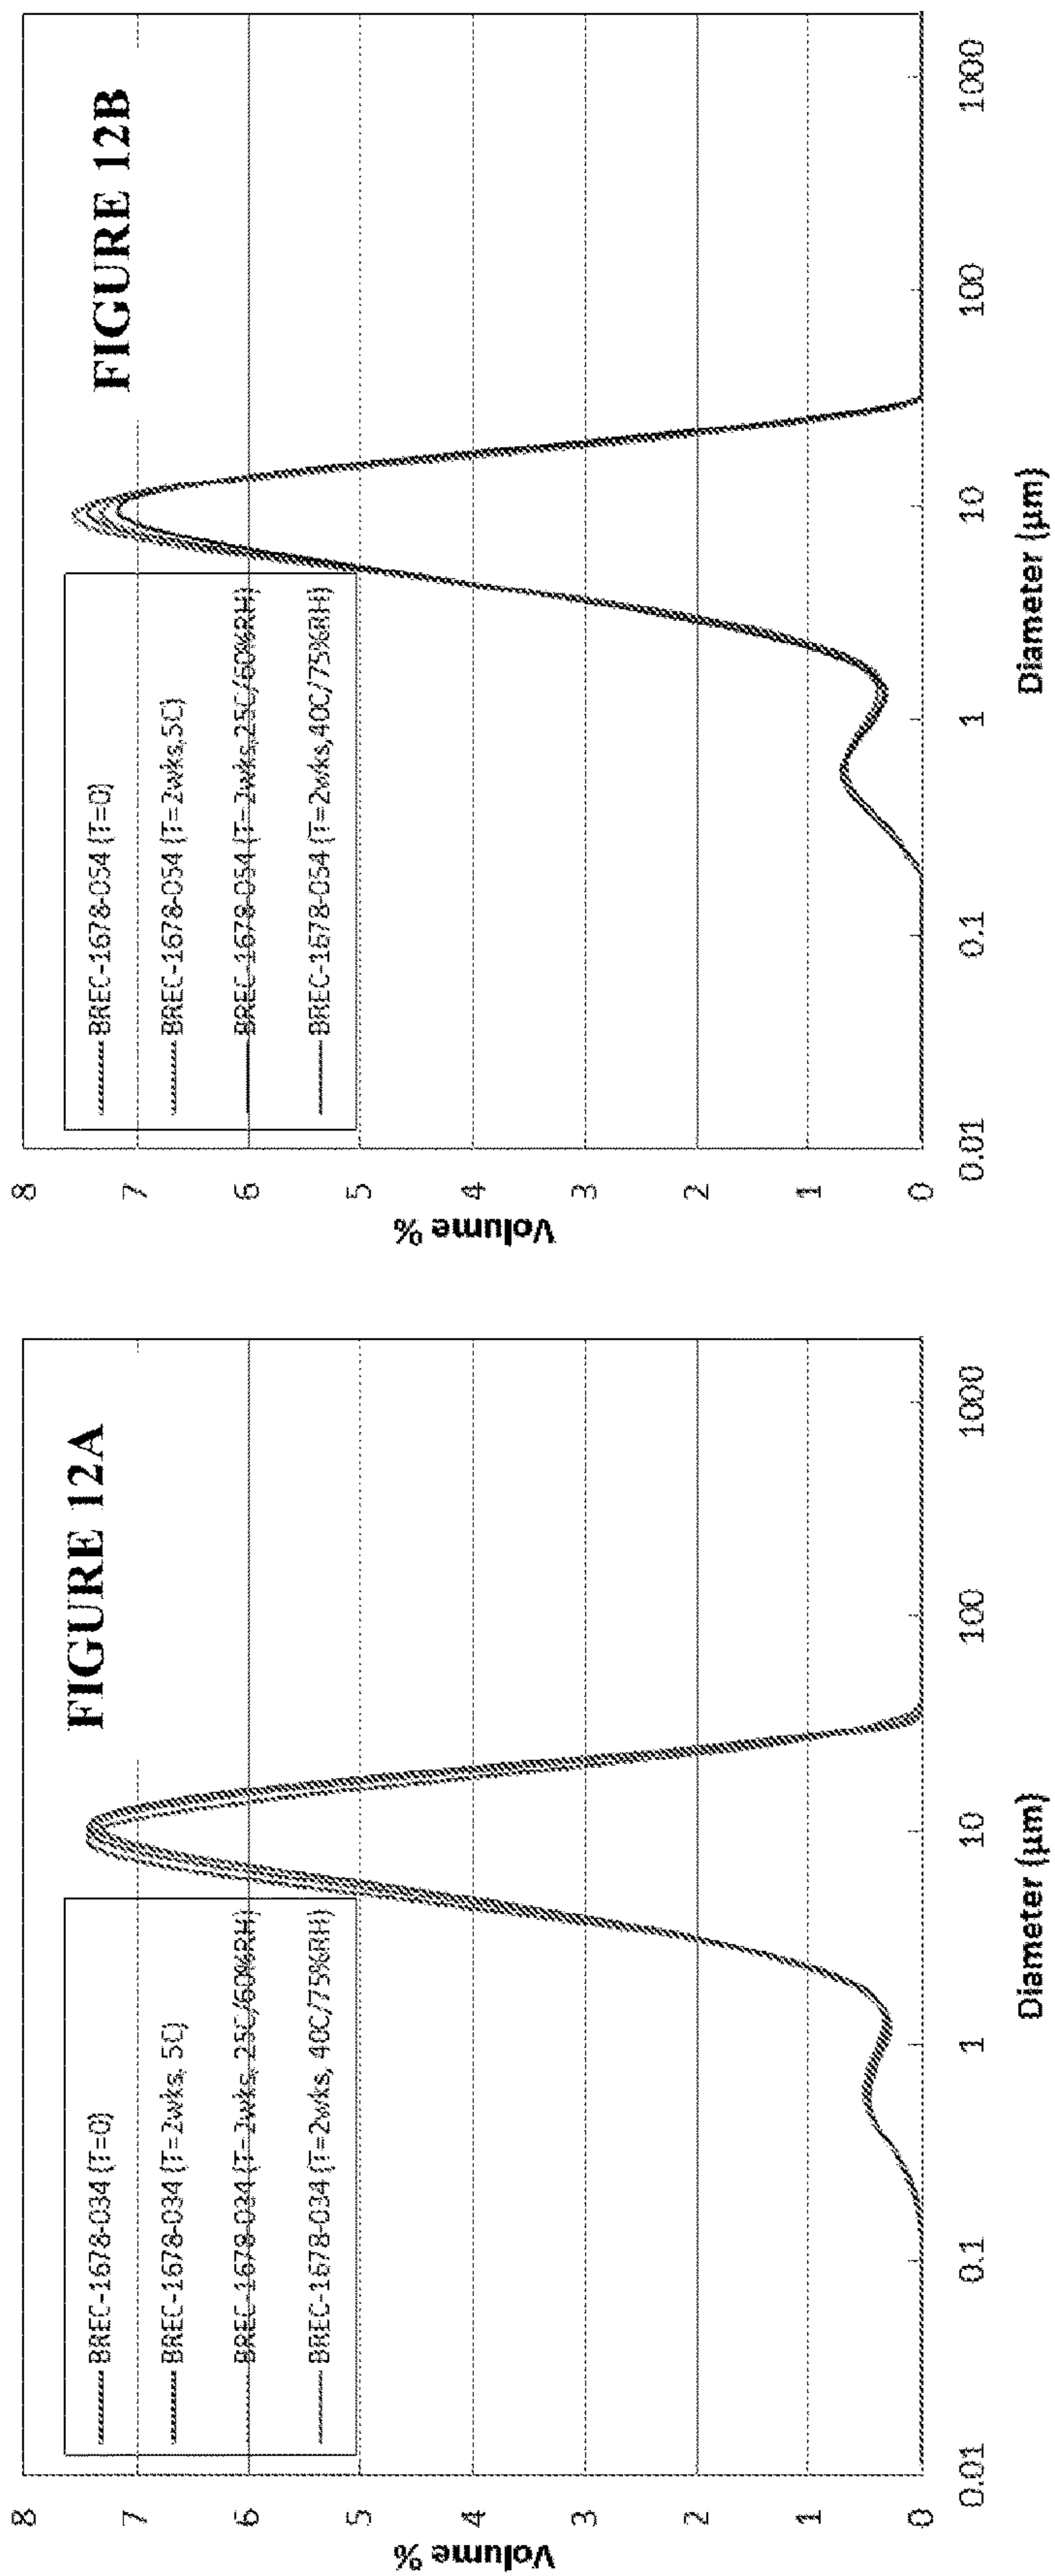 FIGURE 12A
BREC-1678-034 (T=0)
BREC-1678-034 (T=2wks, 5C)
BREC-1678-034 (T=2wks, 25C/60%RH)
BREC-1678-034 (T=2wks, 40C/75%RH)
Volume %
8
7
6
5
4
3
2
1
0
0.01
0.1
1
10
100
1000
Diameter (µm)
FIGURE 12B
BREC-1678-054 (T=0)
BREC-1678-054 (T=2wks,5C)
BREC-1678-054 (T=2wks,25C/60%RH)
BREC-1678-054 (T=2wks,40C/75%RH)
Volume %
8
7
6
5
4
3
2
1
0
0.01
0.1
1
10
100
1000
Diameter (µm)